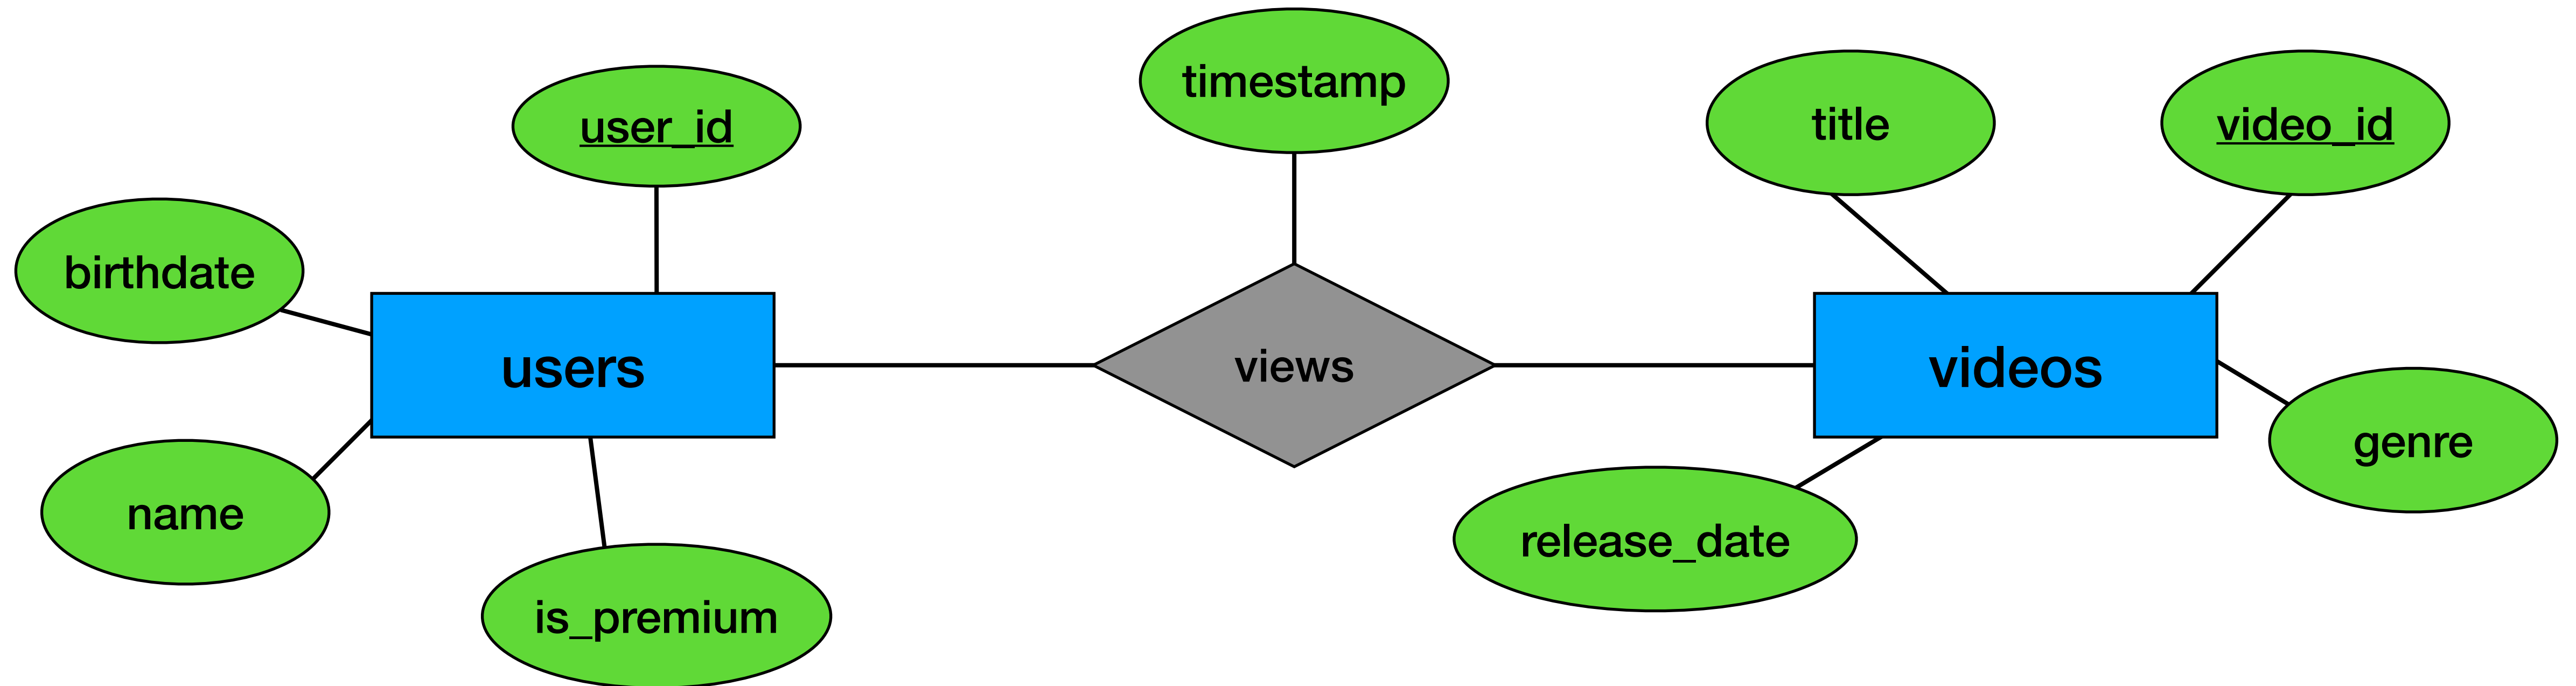 timestamp
title
video_id
user_id
birthdate
users
views
videos
genre
name
release_date
is_premium